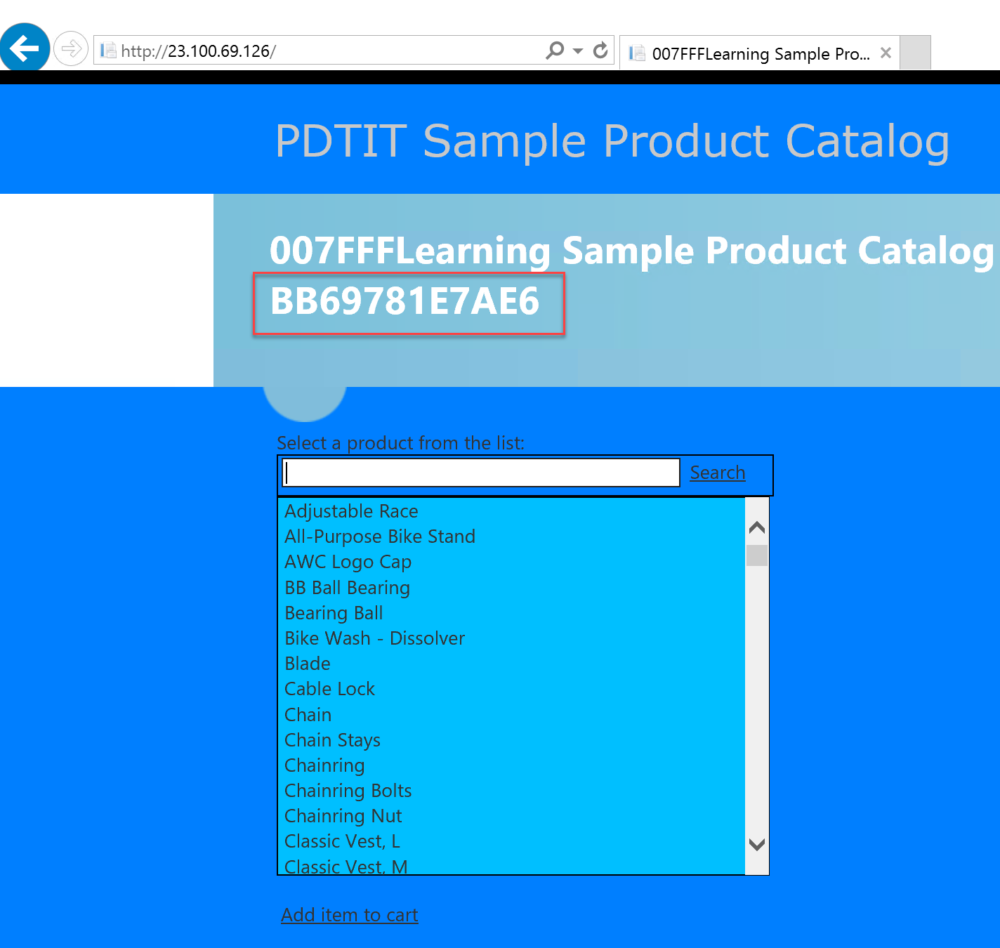 http://23.100.69.126/
007FFFLearning Sample Pro...
PDTIT Sample Product Catalog
007FFFLearning Sample Product Catalog
BB69781E7AE6
Select a product from the list:
Search
Adjustable Race
All-Purpose Bike Stand
AWC Logo Cap
BB Ball Bearing
Bearing Ball
Bike Wash - Dissolver
Blade
Cable Lock
Chain
Chain Stays
Chainring
Chainring Bolts
Chainring Nut
Classic Vest, L
Classic Vest, M
Add item to cart